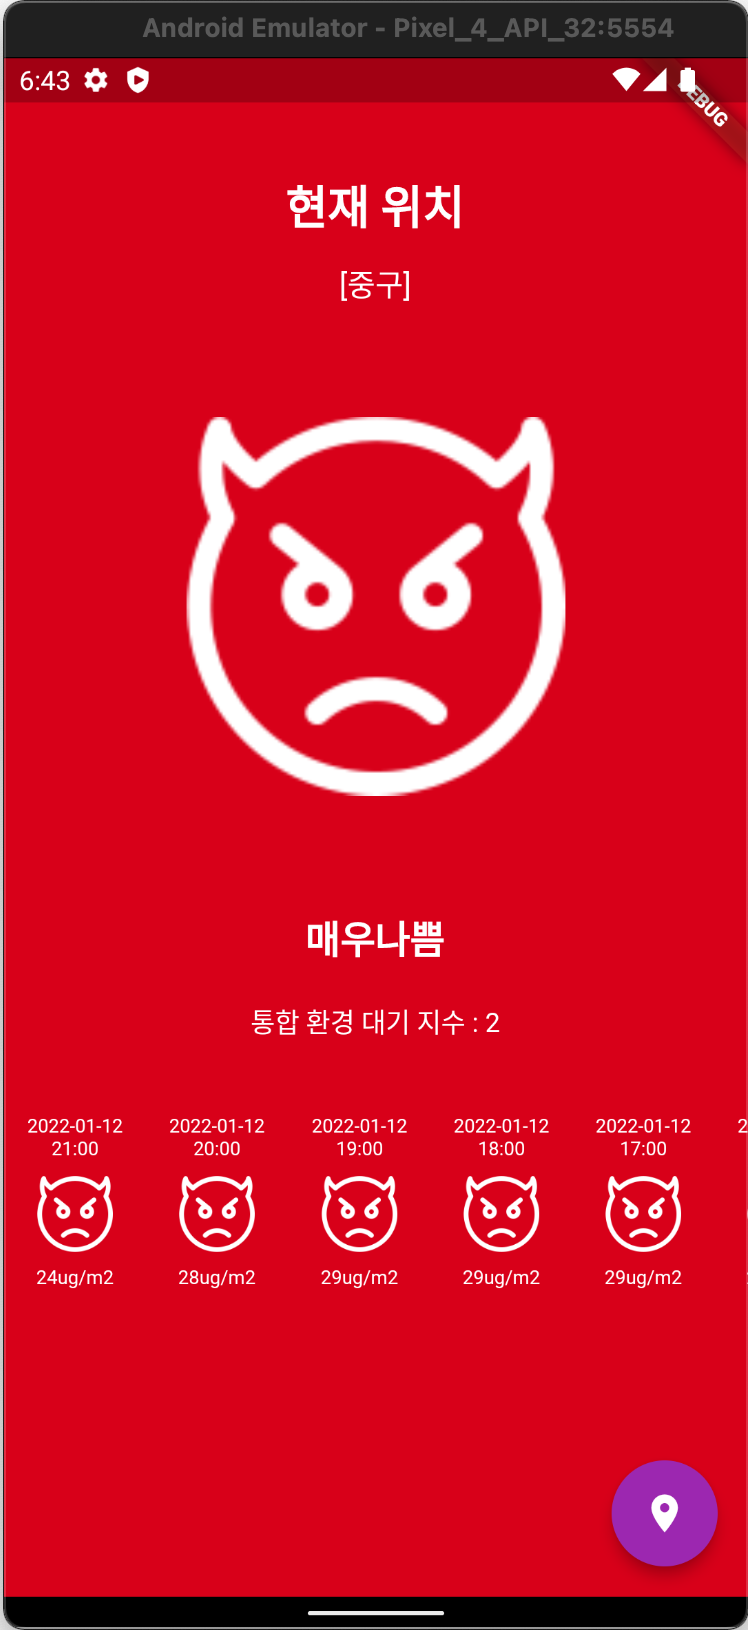 Android Emulator - Pixel_4_API_32:5554
6:43
현재 위치
[중구]
매우나쁨
통합 환경 대기 지수 : 2
2022-01-12 2022-01-12 2022-01-12 2022-01-12 2022-01-12
21:00 20:00 19:00 18:00 17:00
24ug/m2 28ug/m2 29ug/m2 29ug/m2 29ug/m2